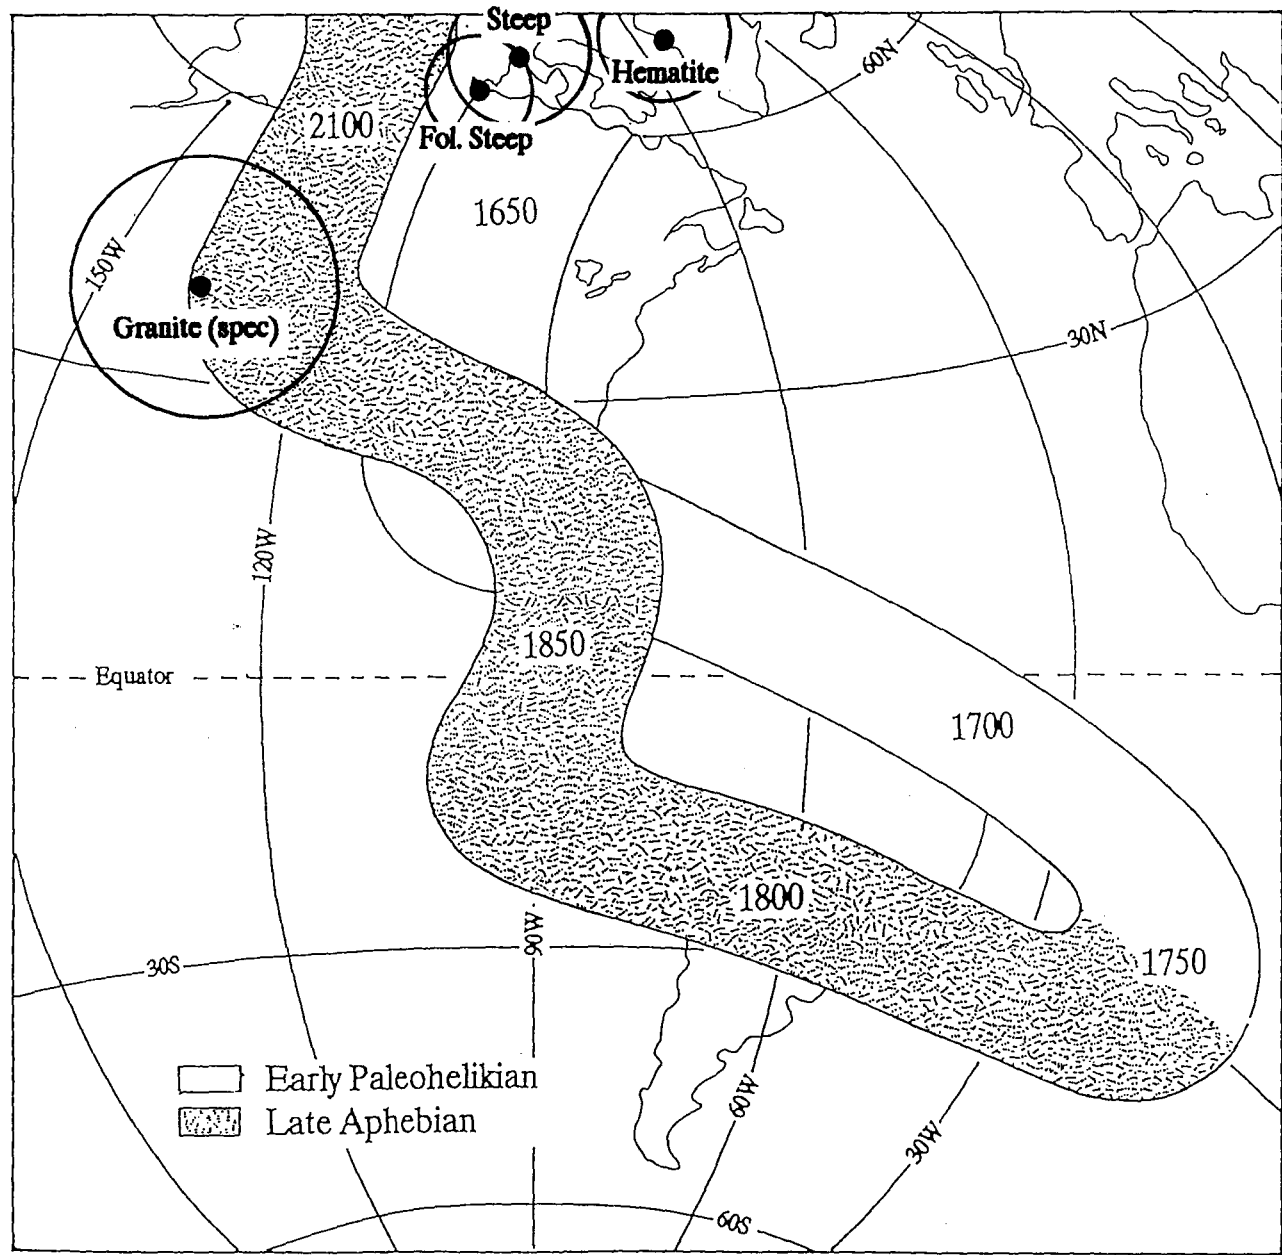 Steep
60N
Hematite
2100
Fol. Steep
1650
150W
Granite (spec)
30N
120W
1850
Equator
1700
1800
90W
1750
30S
Early Paleohelikian
60W
Late Aphebian
30W
60S